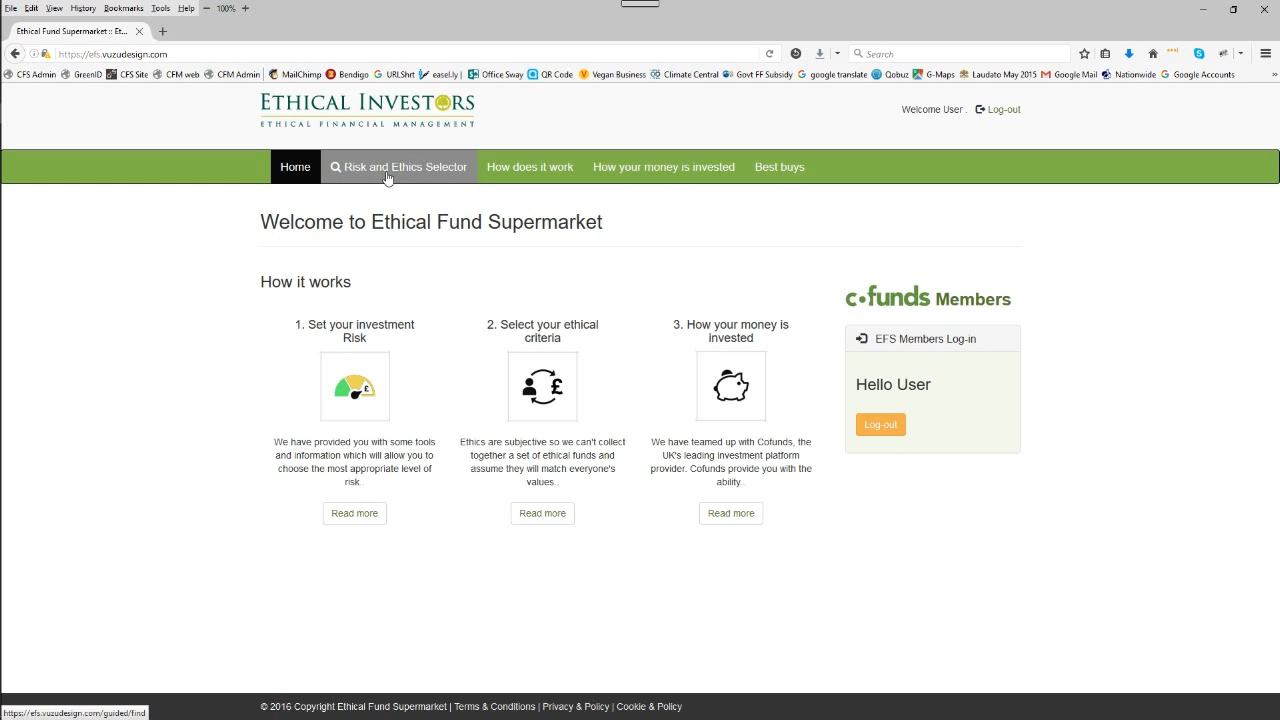 File Edit View History Bookmarks Tools Help − 100% +
Ethical Fund Supermarket :: Et...
https://efs.vuzudesign.com
Search
CFS Admin GreenID CFS Site CFM web CFM Admin MailChimp Bendigo URLShrt easel.ly Office Sway QR Code Vegan Business Climate Central Govt FF Subsidy google translate Qobuz G-Maps Laudato May 2015 Google Mail Nationwide Google Accounts »
ETHICAL INVESTORS
ETHICAL FINANCIAL MANAGEMENT
Welcome User . Log-out
Home Risk and Ethics Selector How does it work How your money is invested Best buys
Welcome to Ethical Fund Supermarket
How it works
1. Set your investment
Risk
We have provided you with some tools
and information which will allow you to
choose the most appropriate level of
risk..
Read more
2. Select your ethical
criteria
Ethics are subjective so we can't collect
together a set of ethical funds and
assume they will match everyone's
values..
Read more
3. How your money is
invested
We have teamed up with Cofunds, the
UK's leading investment platform
provider. Cofunds provide you with the
ability..
Read more
c•funds Members
EFS Members Log-in
Hello User
Log-out
© 2016 Copyright Ethical Fund Supermarket | Terms & Conditions | Privacy & Policy | Cookie & Policy
https://efs.vuzudesign.com/guided/find